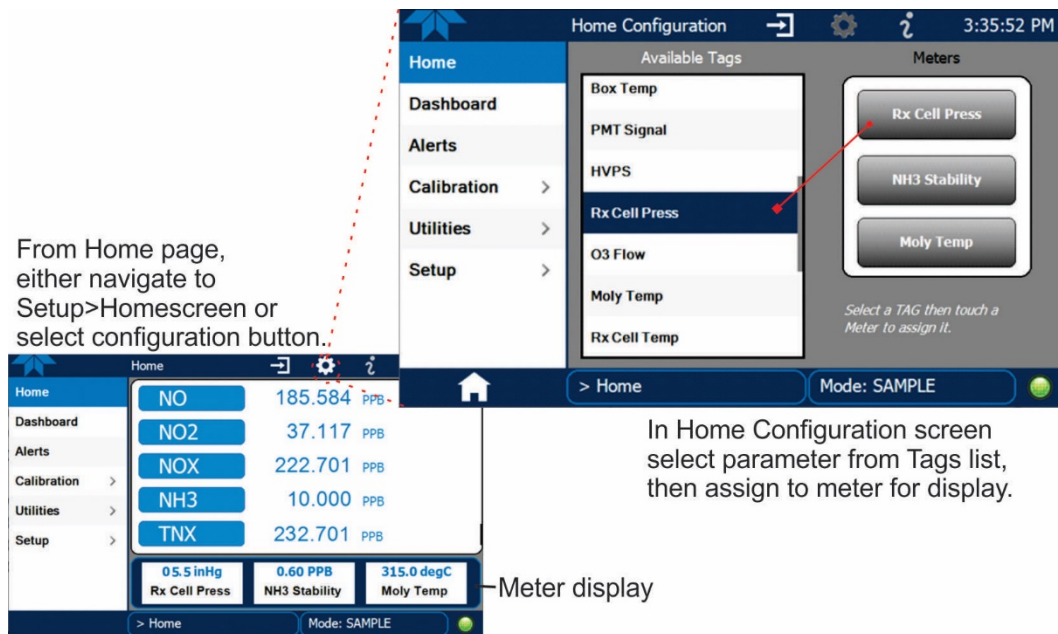 Home Configuration 3:35:52 PM
Home
Dashboard
Alerts
Calibration >
Utilities >
Setup >
Available Tags
Box Temp
PMT Signal
HVPS
Rx Cell Press
O3 Flow
Moly Temp
Rx Cell Temp
Meters
Rx Cell Press
NH3 Stability
Moly Temp
Select a TAG then touch a
Meter to assign it.
> Home
Mode: SAMPLE
From Home page,
either navigate to
Setup>Homescreen or
select configuration button.
In Home Configuration screen
select parameter from Tags list,
then assign to meter for display.
Home
Home
Dashboard
Alerts
Calibration >
Utilities >
Setup >
NO 185.584 PPB
NO2 37.117 PPB
NOX 222.701 PPB
NH3 10.000 PPB
TNX 232.701 PPB
05.5 inHg
Rx Cell Press
0.60 PPB
NH3 Stability
315.0 degC
Moly Temp
Meter display
> Home
Mode: SAMPLE